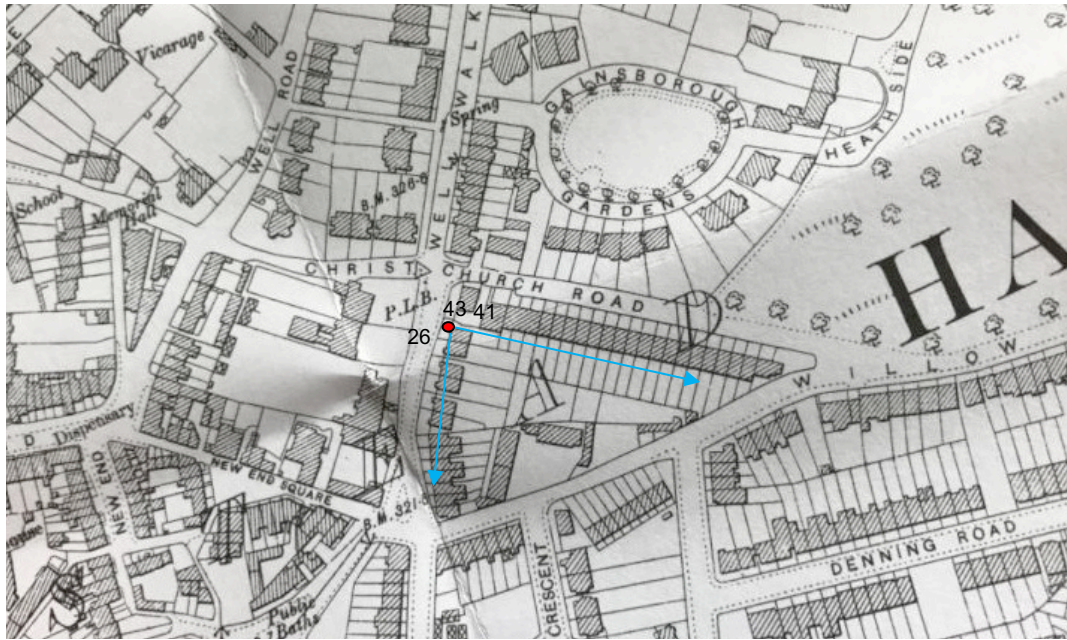 Vicarage
ROAD
WELL
WELL WALK
Spring
GAINSBOROUGH
GARDENS
HEATH SIDE
School
Memorial
Hall
B.M. 326·8
CHRIST CHURCH ROAD
P.L.B.
43 41
26
HA
D
A
WILLOW
Dispensary
D
NEW END
NEW END SQUARE
B.M. 321
CRESCENT
DENNING ROAD
Public
Baths
S